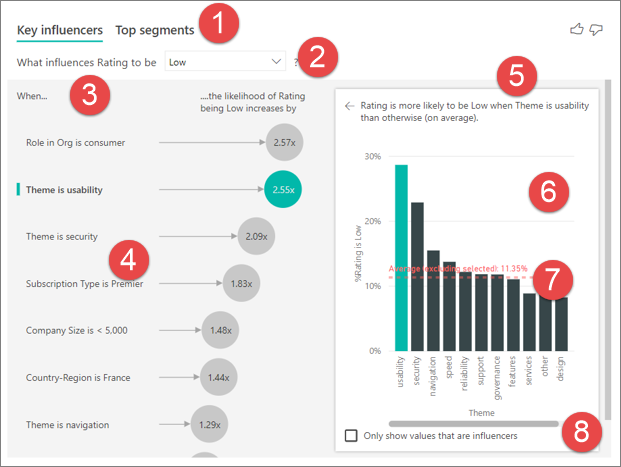 Key influencers Top segments 1
What influences Rating to be Low ? 2
When... 3
....the likelihood of Rating
being Low increases by
Role in Org is consumer 2.57x
Theme is usability 2.55x
Theme is security 2.09x
4
Subscription Type is Premier 1.83x
Company Size is < 5,000 1.48x
Country-Region is France 1.44x
Theme is navigation 1.29x
5
Rating is more likely to be Low when Theme is usability
than otherwise (on average).
30%
6
20%
%Rating is Low
Average (excluding selected): 11.35%
7
10%
0%
usability
security
navigation
speed
reliability
support
governance
features
services
other
design
Theme
Only show values that are influencers 8